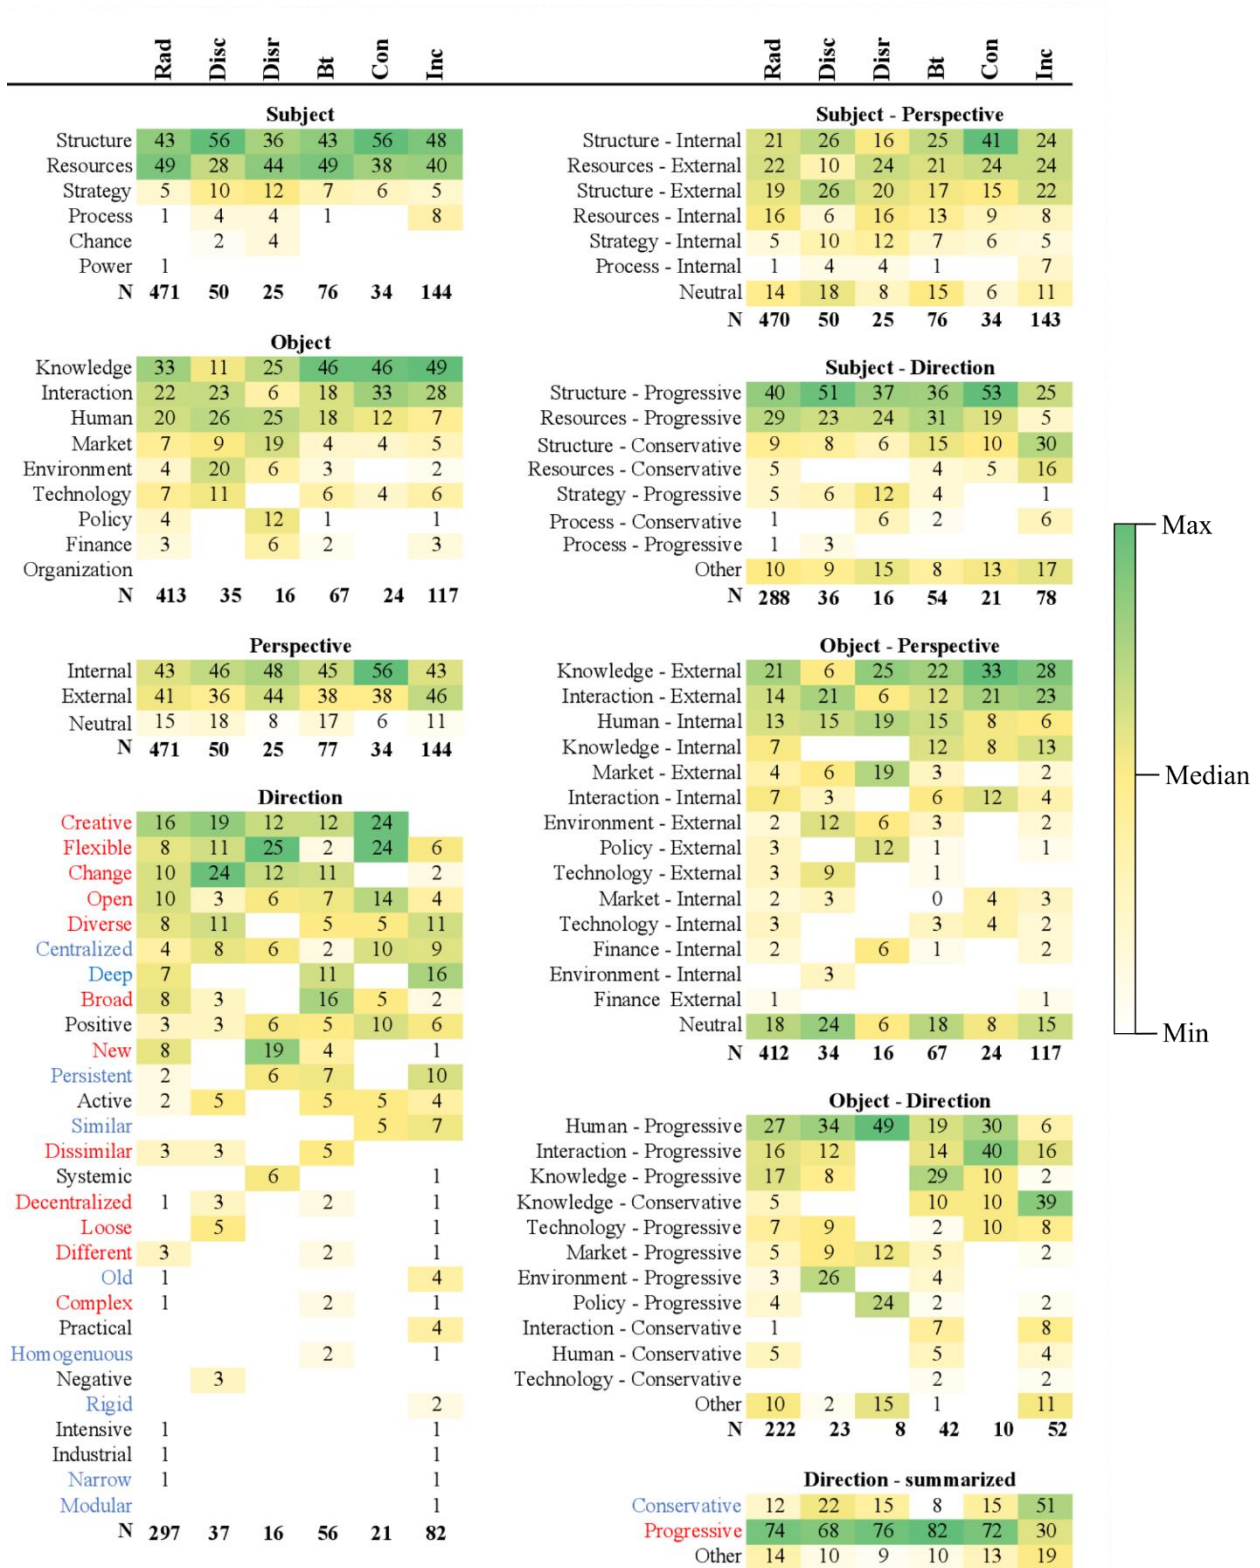 Rad Disc Disr Bt Con Inc
Subject
Structure 43 56 36 43 56 48
Resources 49 28 44 49 38 40
Strategy 5 10 12 7 6 5
Process 1 4 4 1 8
Chance 2 4
Power 1
N 471 50 25 76 34 144
Object
Knowledge 33 11 25 46 46 49
Interaction 22 23 6 18 33 28
Human 20 26 25 18 12 7
Market 7 9 19 4 4 5
Environment 4 20 6 3 2
Technology 7 11 6 4 6
Policy 4 12 1 1
Finance 3 6 2 3
Organization
N 413 35 16 67 24 117
Perspective
Internal 43 46 48 45 56 43
External 41 36 44 38 38 46
Neutral 15 18 8 17 6 11
N 471 50 25 77 34 144
Direction
Creative 16 19 12 12 24
Flexible 8 11 25 2 24 6
Change 10 24 12 11 2
Open 10 3 6 7 14 4
Diverse 8 11 5 5 11
Centralized 4 8 6 2 10 9
Deep 7 11 16
Broad 8 3 16 5 2
Positive 3 3 6 5 10 6
New 8 19 4 1
Persistent 2 6 7 10
Active 2 5 5 5 4
Similar 5 7
Dissimilar 3 3 5
Systemic 6 1
Decentralized 1 3 2 1
Loose 5 1
Different 3 2 1
Old 1 4
Complex 1 2 1
Practical 4
Homogenuous 2 1
Negative 3
Rigid 2
Intensive 1 1
Industrial 1 1
Narrow 1 1
Modular 1
N 297 37 16 56 21 82
Rad Disc Disr Bt Con Inc
Subject - Perspective
Structure - Internal 21 26 16 25 41 24
Resources - External 22 10 24 21 24 24
Structure - External 19 26 20 17 15 22
Resources - Internal 16 6 16 13 9 8
Strategy - Internal 5 10 12 7 6 5
Process - Internal 1 4 4 1 7
Neutral 14 18 8 15 6 11
N 470 50 25 76 34 143
Subject - Direction
Structure - Progressive 40 51 37 36 53 25
Resources - Progressive 29 23 24 31 19 5
Structure - Conservative 9 8 6 15 10 30
Resources - Conservative 5 4 5 16
Strategy - Progressive 5 6 12 4 1
Process - Conservative 1 6 2 6
Process - Progressive 1 3
Other 10 9 15 8 13 17
N 288 36 16 54 21 78
Object - Perspective
Knowledge - External 21 6 25 22 33 28
Interaction - External 14 21 6 12 21 23
Human - Internal 13 15 19 15 8 6
Knowledge - Internal 7 12 8 13
Market - External 4 6 19 3 2
Interaction - Internal 7 3 6 12 4
Environment - External 2 12 6 3 2
Policy - External 3 12 1 1
Technology - External 3 9 1
Market - Internal 2 3 0 4 3
Technology - Internal 3 3 4 2
Finance - Internal 2 6 1 2
Environment - Internal 3
Finance External 1 1
Neutral 18 24 6 18 8 15
N 412 34 16 67 24 117
Object - Direction
Human - Progressive 27 34 49 19 30 6
Interaction - Progressive 16 12 14 40 16
Knowledge - Progressive 17 8 29 10 2
Knowledge - Conservative 5 10 10 39
Technology - Progressive 7 9 2 10 8
Market - Progressive 5 9 12 5 2
Environment - Progressive 3 26 4
Policy - Progressive 4 24 2 2
Interaction - Conservative 1 7 8
Human - Conservative 5 5 4
Technology - Conservative 2 2
Other 10 2 15 1 11
N 222 23 8 42 10 52
Direction - summarized
Conservative 12 22 15 8 15 51
Progressive 74 68 76 82 72 30
Other 14 10 9 10 13 19
Max
Median
Min